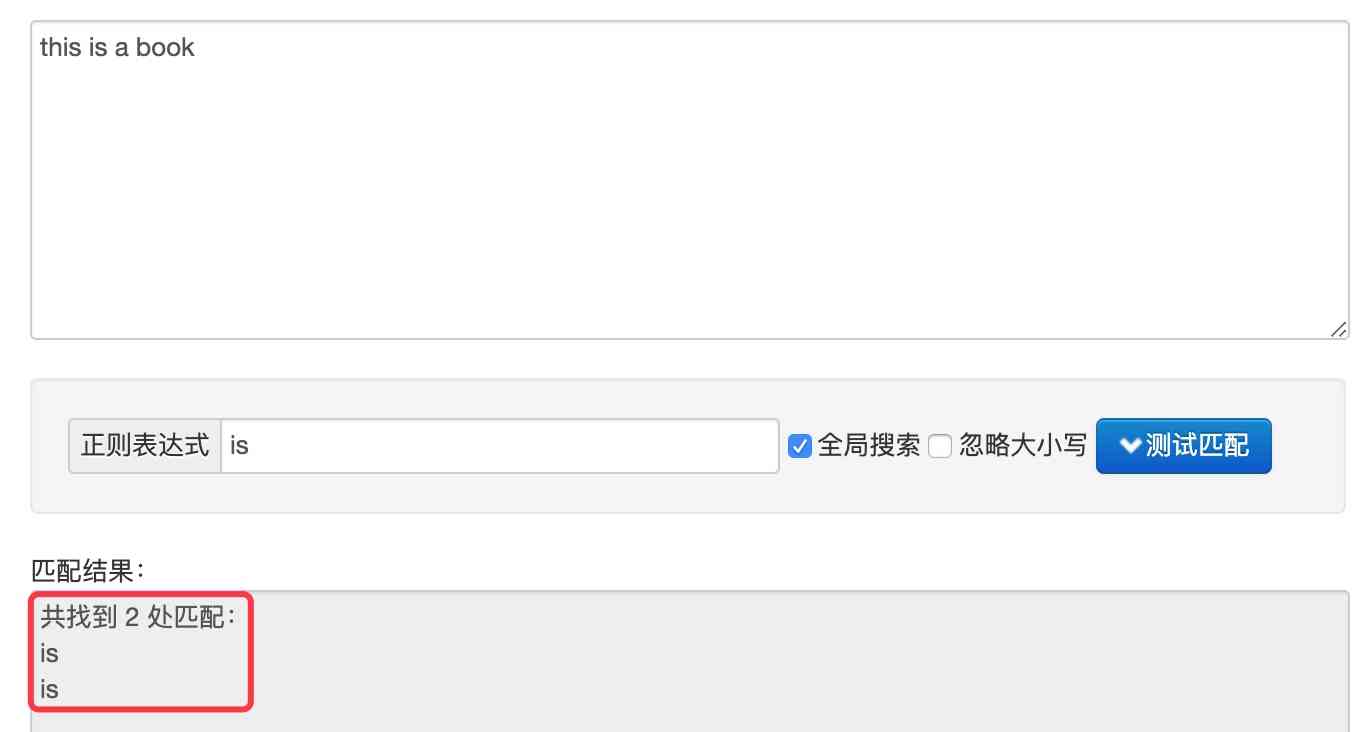 this is a book
正则表达式 is 全局搜索 忽略大小写 测试匹配
匹配结果：
共找到 2 处匹配：
is
is